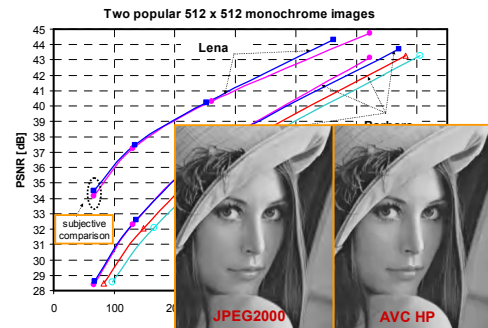 Two popular 512 x 512 monochrome images
45
44
43
42
41
40
39
38
37
36
35
34
33
32
31
30
29
28
PSNR [dB]
Lena
subjective
comparison
0
100
JPEG2000
AVC HP